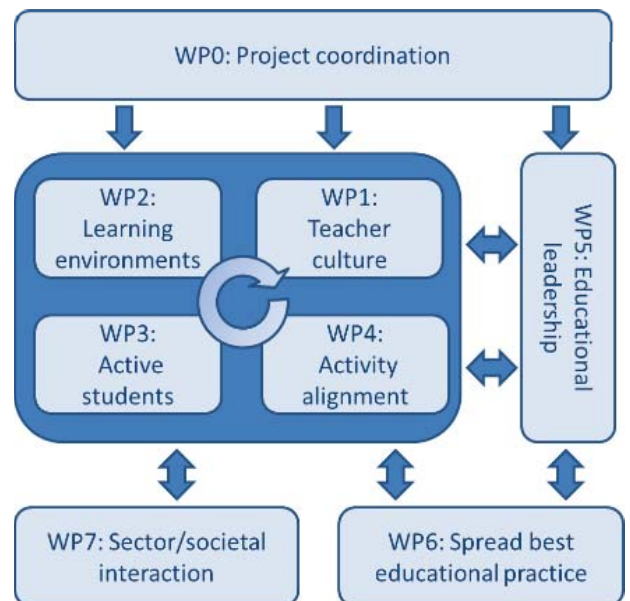 WP0: Project coordination
WP2:
Learning
environments
WP1:
Teacher
culture
WP5: Educational
leadership
WP3:
Active
students
WP4:
Activity
alignment
WP7: Sector/societal
interaction
WP6: Spread best
educational practice